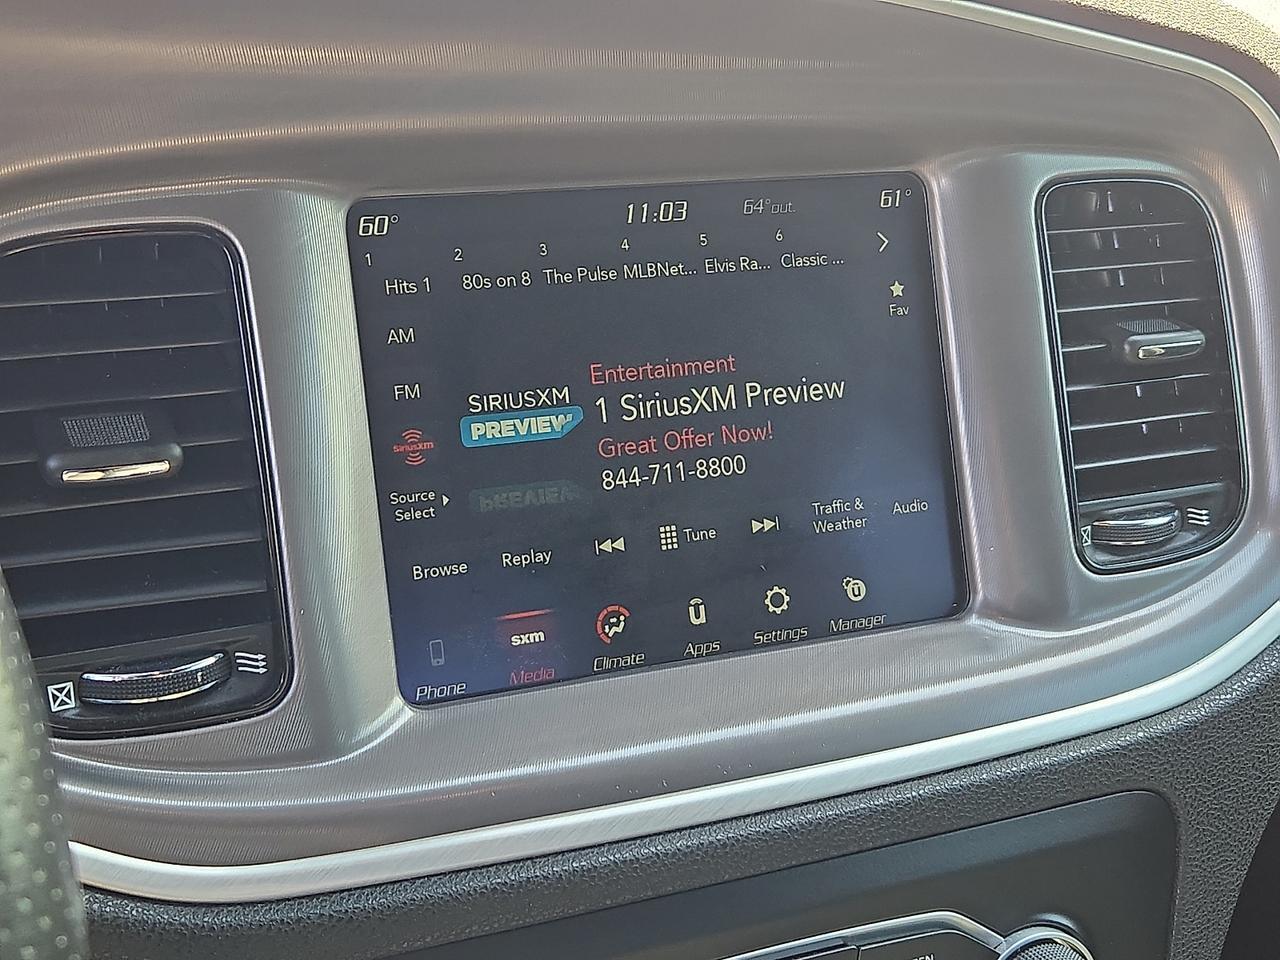 60° 11:03 64°out. 61°
1 2 3 4 5 6
Hits 1 80s on 8 The Pulse MLBNet... Elvis Ra... Classic ...
Fav
AM
FM
SiriusXM
Source
Select
SIRIUSXM
PREVIEW
Entertainment
1 SiriusXM Preview
Great Offer Now!
844-711-8800
Browse
Replay
Tune
Traffic &
Weather
Audio
Phone
sxm
Media
Climate
u
Apps
Settings
u
Manager